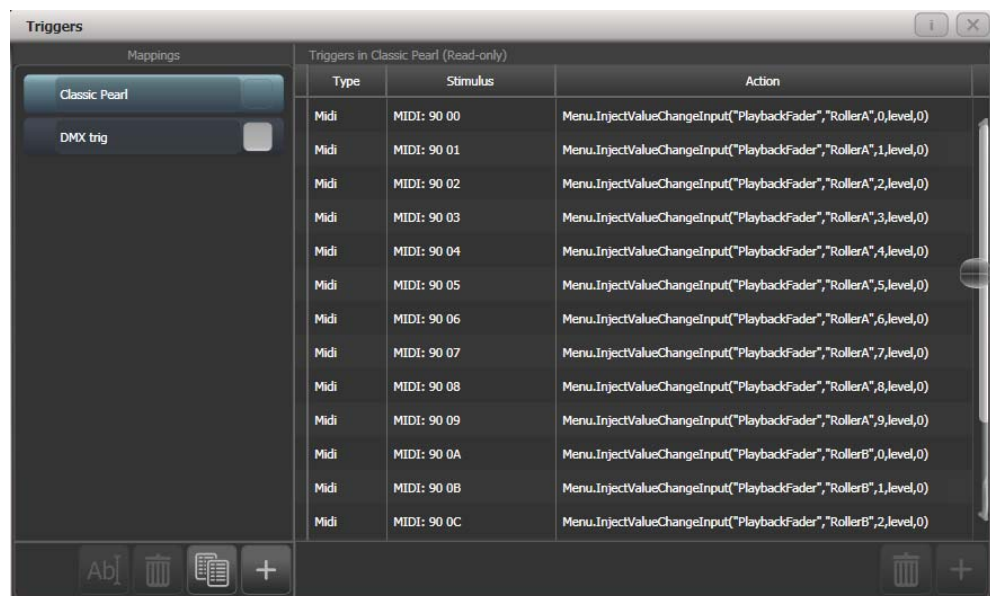 Triggers
i
Mappings
Triggers in Classic Pearl (Read-only)
Type Stimulus Action
Classic Pearl
DMX trig
Midi MIDI: 90 00 Menu.InjectValueChangeInput("PlaybackFader","RollerA",0,level,0)
Midi MIDI: 90 01 Menu.InjectValueChangeInput("PlaybackFader","RollerA",1,level,0)
Midi MIDI: 90 02 Menu.InjectValueChangeInput("PlaybackFader","RollerA",2,level,0)
Midi MIDI: 90 03 Menu.InjectValueChangeInput("PlaybackFader","RollerA",3,level,0)
Midi MIDI: 90 04 Menu.InjectValueChangeInput("PlaybackFader","RollerA",4,level,0)
Midi MIDI: 90 05 Menu.InjectValueChangeInput("PlaybackFader","RollerA",5,level,0)
Midi MIDI: 90 06 Menu.InjectValueChangeInput("PlaybackFader","RollerA",6,level,0)
Midi MIDI: 90 07 Menu.InjectValueChangeInput("PlaybackFader","RollerA",7,level,0)
Midi MIDI: 90 08 Menu.InjectValueChangeInput("PlaybackFader","RollerA",8,level,0)
Midi MIDI: 90 09 Menu.InjectValueChangeInput("PlaybackFader","RollerA",9,level,0)
Midi MIDI: 90 0A Menu.InjectValueChangeInput("PlaybackFader","RollerB",0,level,0)
Midi MIDI: 90 0B Menu.InjectValueChangeInput("PlaybackFader","RollerB",1,level,0)
Midi MIDI: 90 0C Menu.InjectValueChangeInput("PlaybackFader","RollerB",2,level,0)
Ab